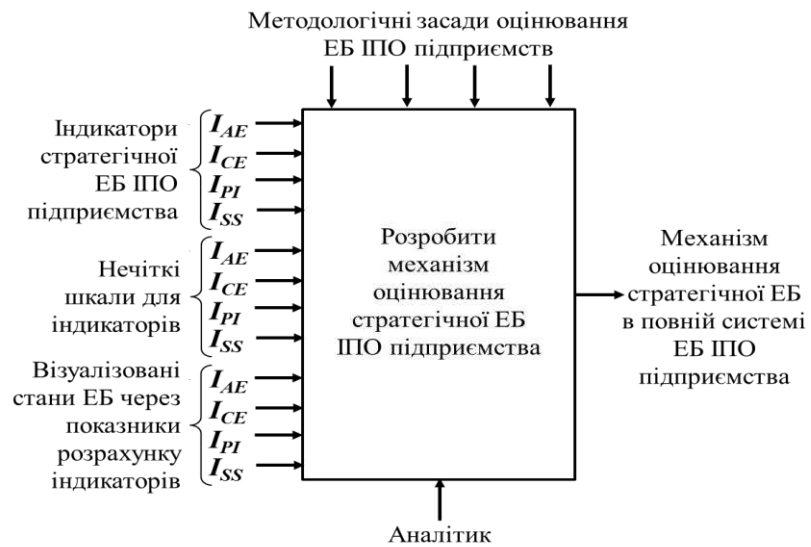 Методологічні засади оцінювання
ЕБ ІПО підприємств
Індикатори
стратегічної
ЕБ ІПО
підприємства
I_AE
I_CE
I_PI
I_SS
Нечіткі
шкали для
індикаторів
I_AE
I_CE
I_PI
I_SS
Візуалізовані
стани ЕБ через
показники
розрахунку
індикаторів
I_AE
I_CE
I_PI
I_SS
Розробити
механізм
оцінювання
стратегічної ЕБ
ІПО підприємства
Механізм
оцінювання
стратегічної ЕБ
в повній системі
ЕБ ІПО
підприємства
Аналітик